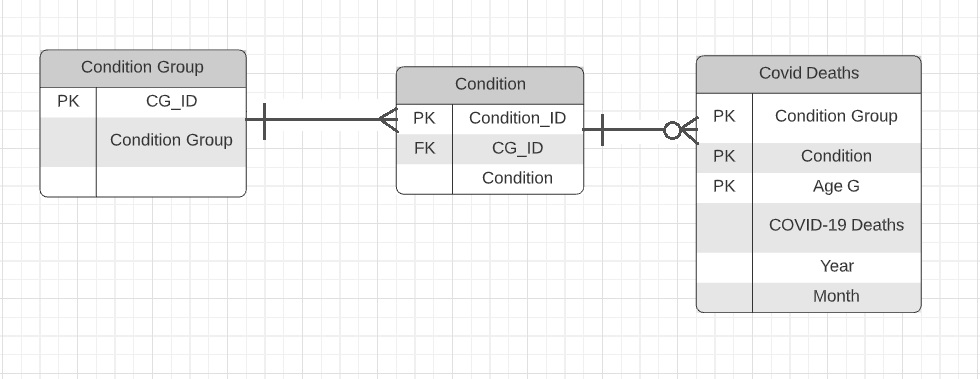 Condition Group
PK CG_ID
Condition Group
Condition
PK Condition_ID
FK CG_ID
Condition
Covid Deaths
PK Condition Group
PK Condition
PK Age G
COVID-19 Deaths
Year
Month